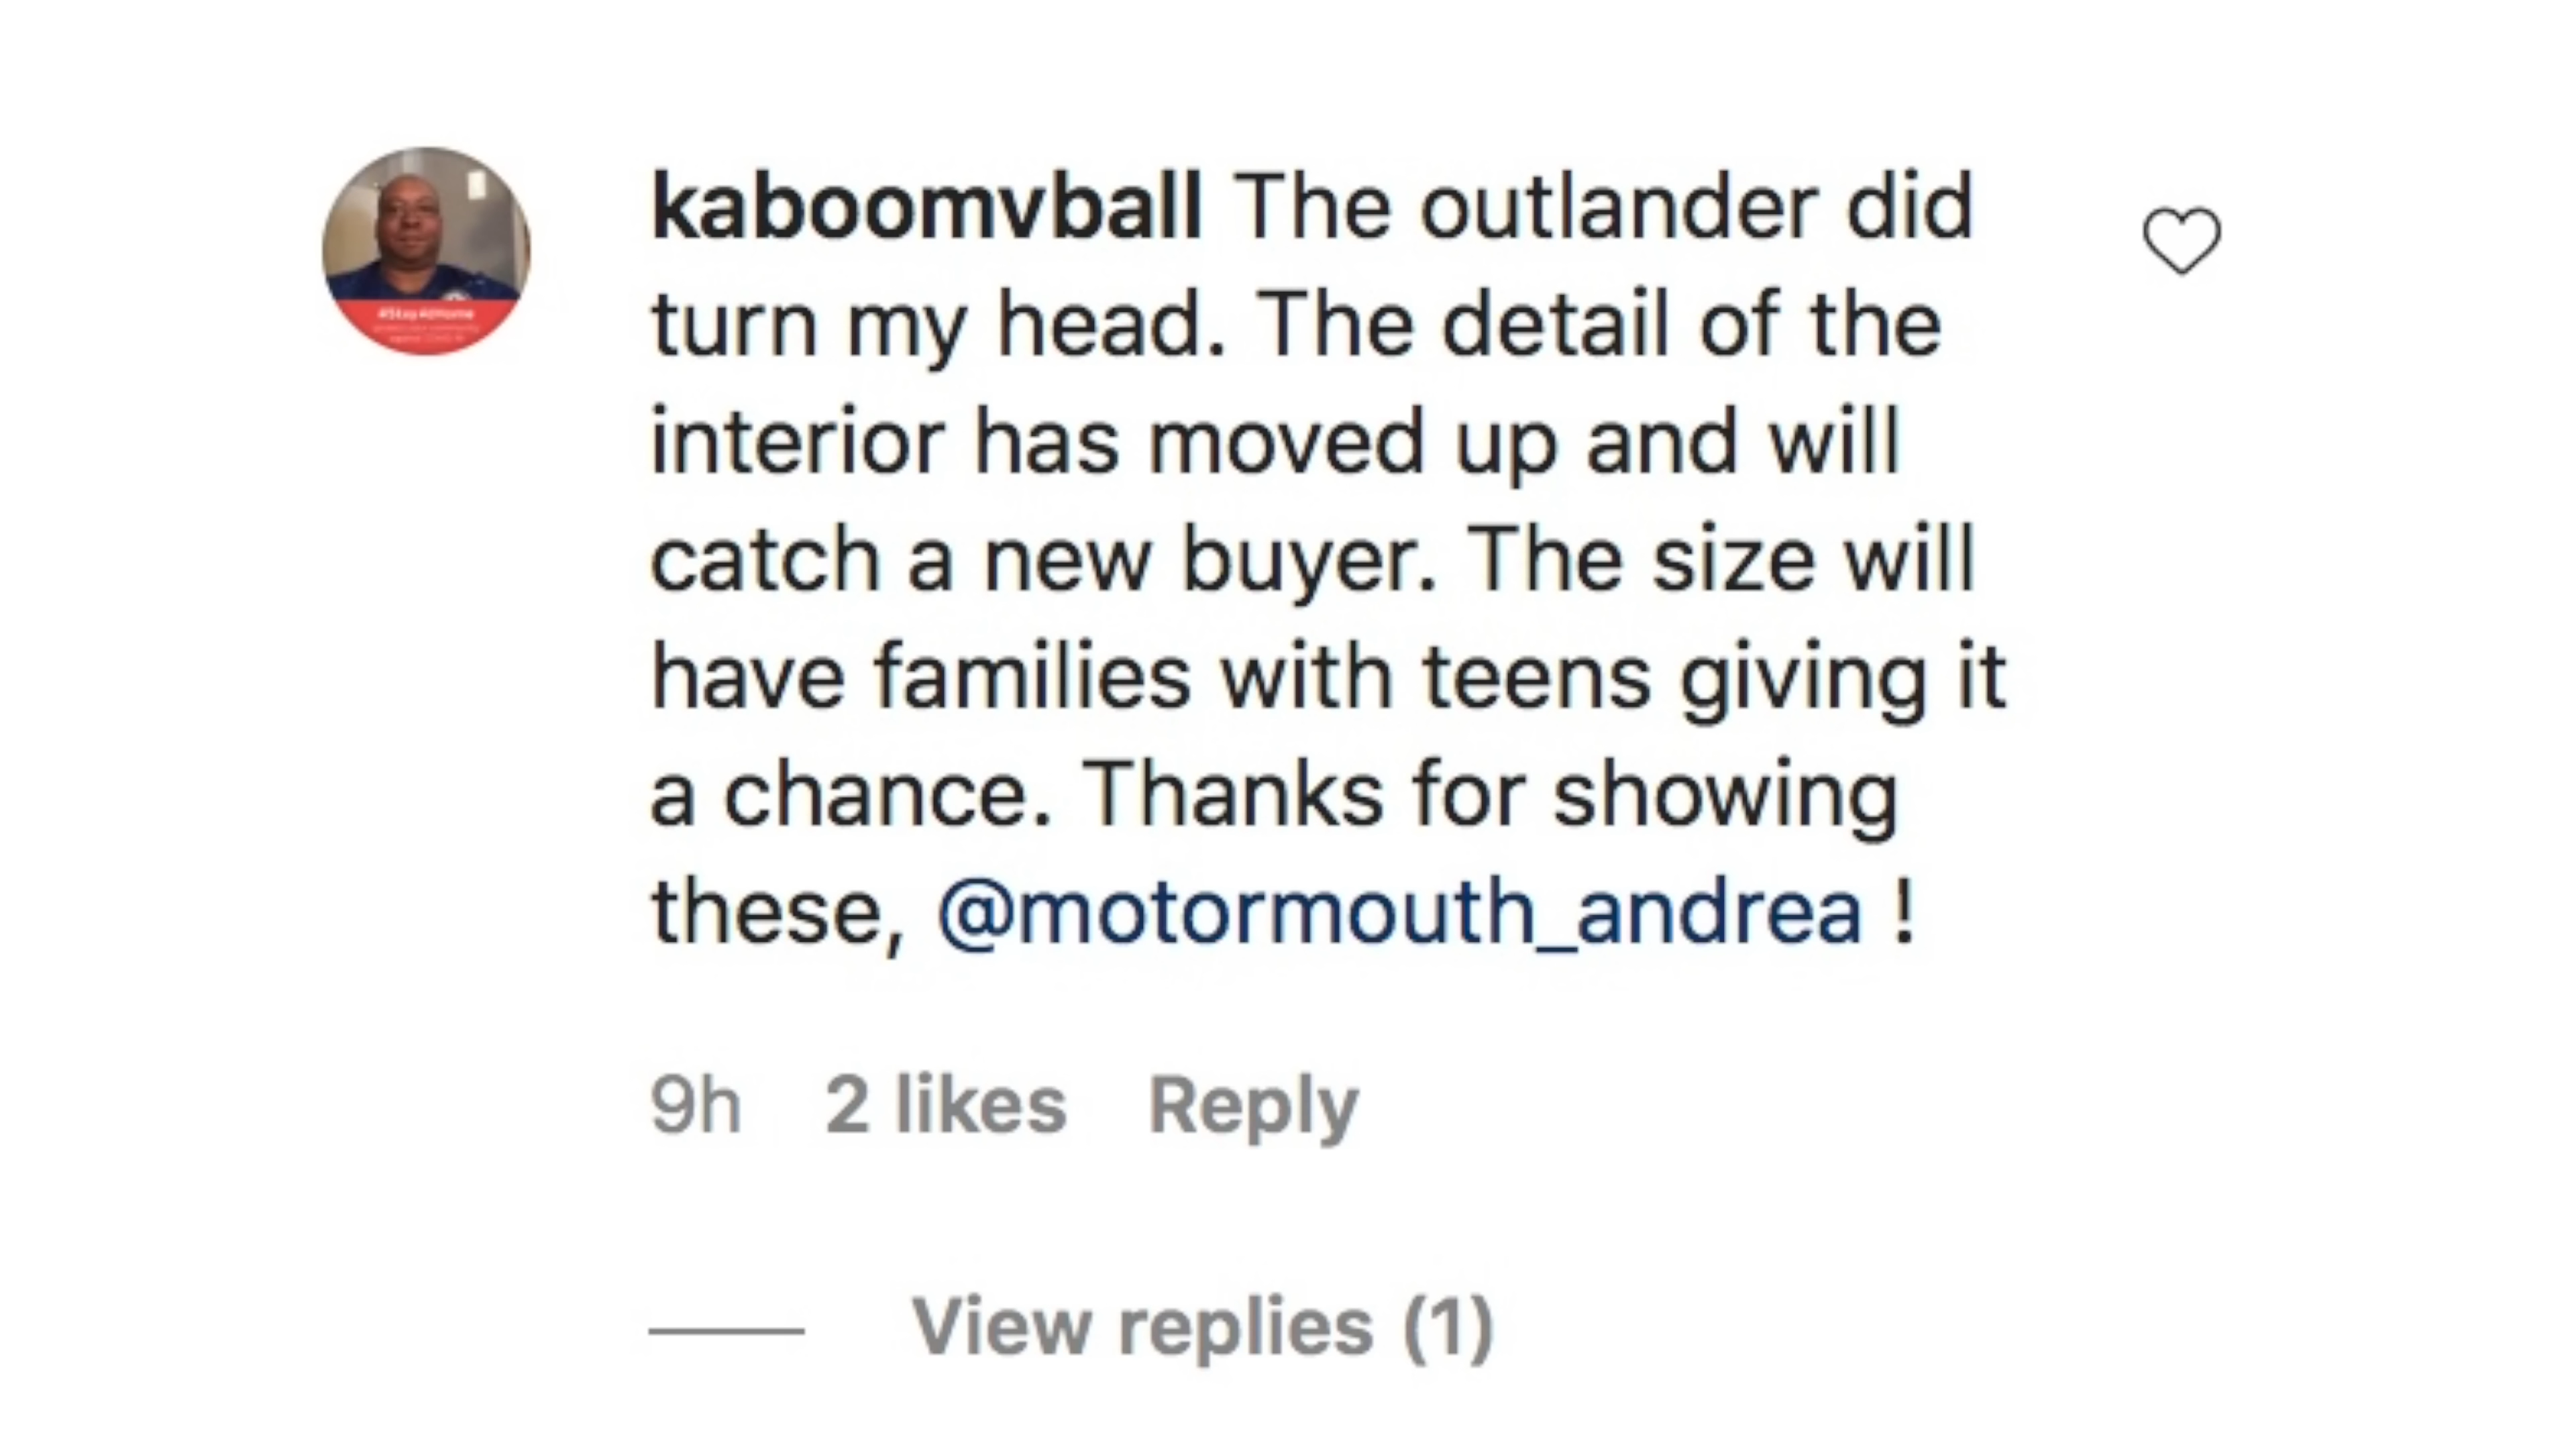 kaboomvball The outlander did
turn my head. The detail of the
interior has moved up and will
catch a new buyer. The size will
have families with teens giving it
a chance. Thanks for showing
these, @motormouth_andrea !
9h 2 likes Reply
View replies (1)
#StayAtHome